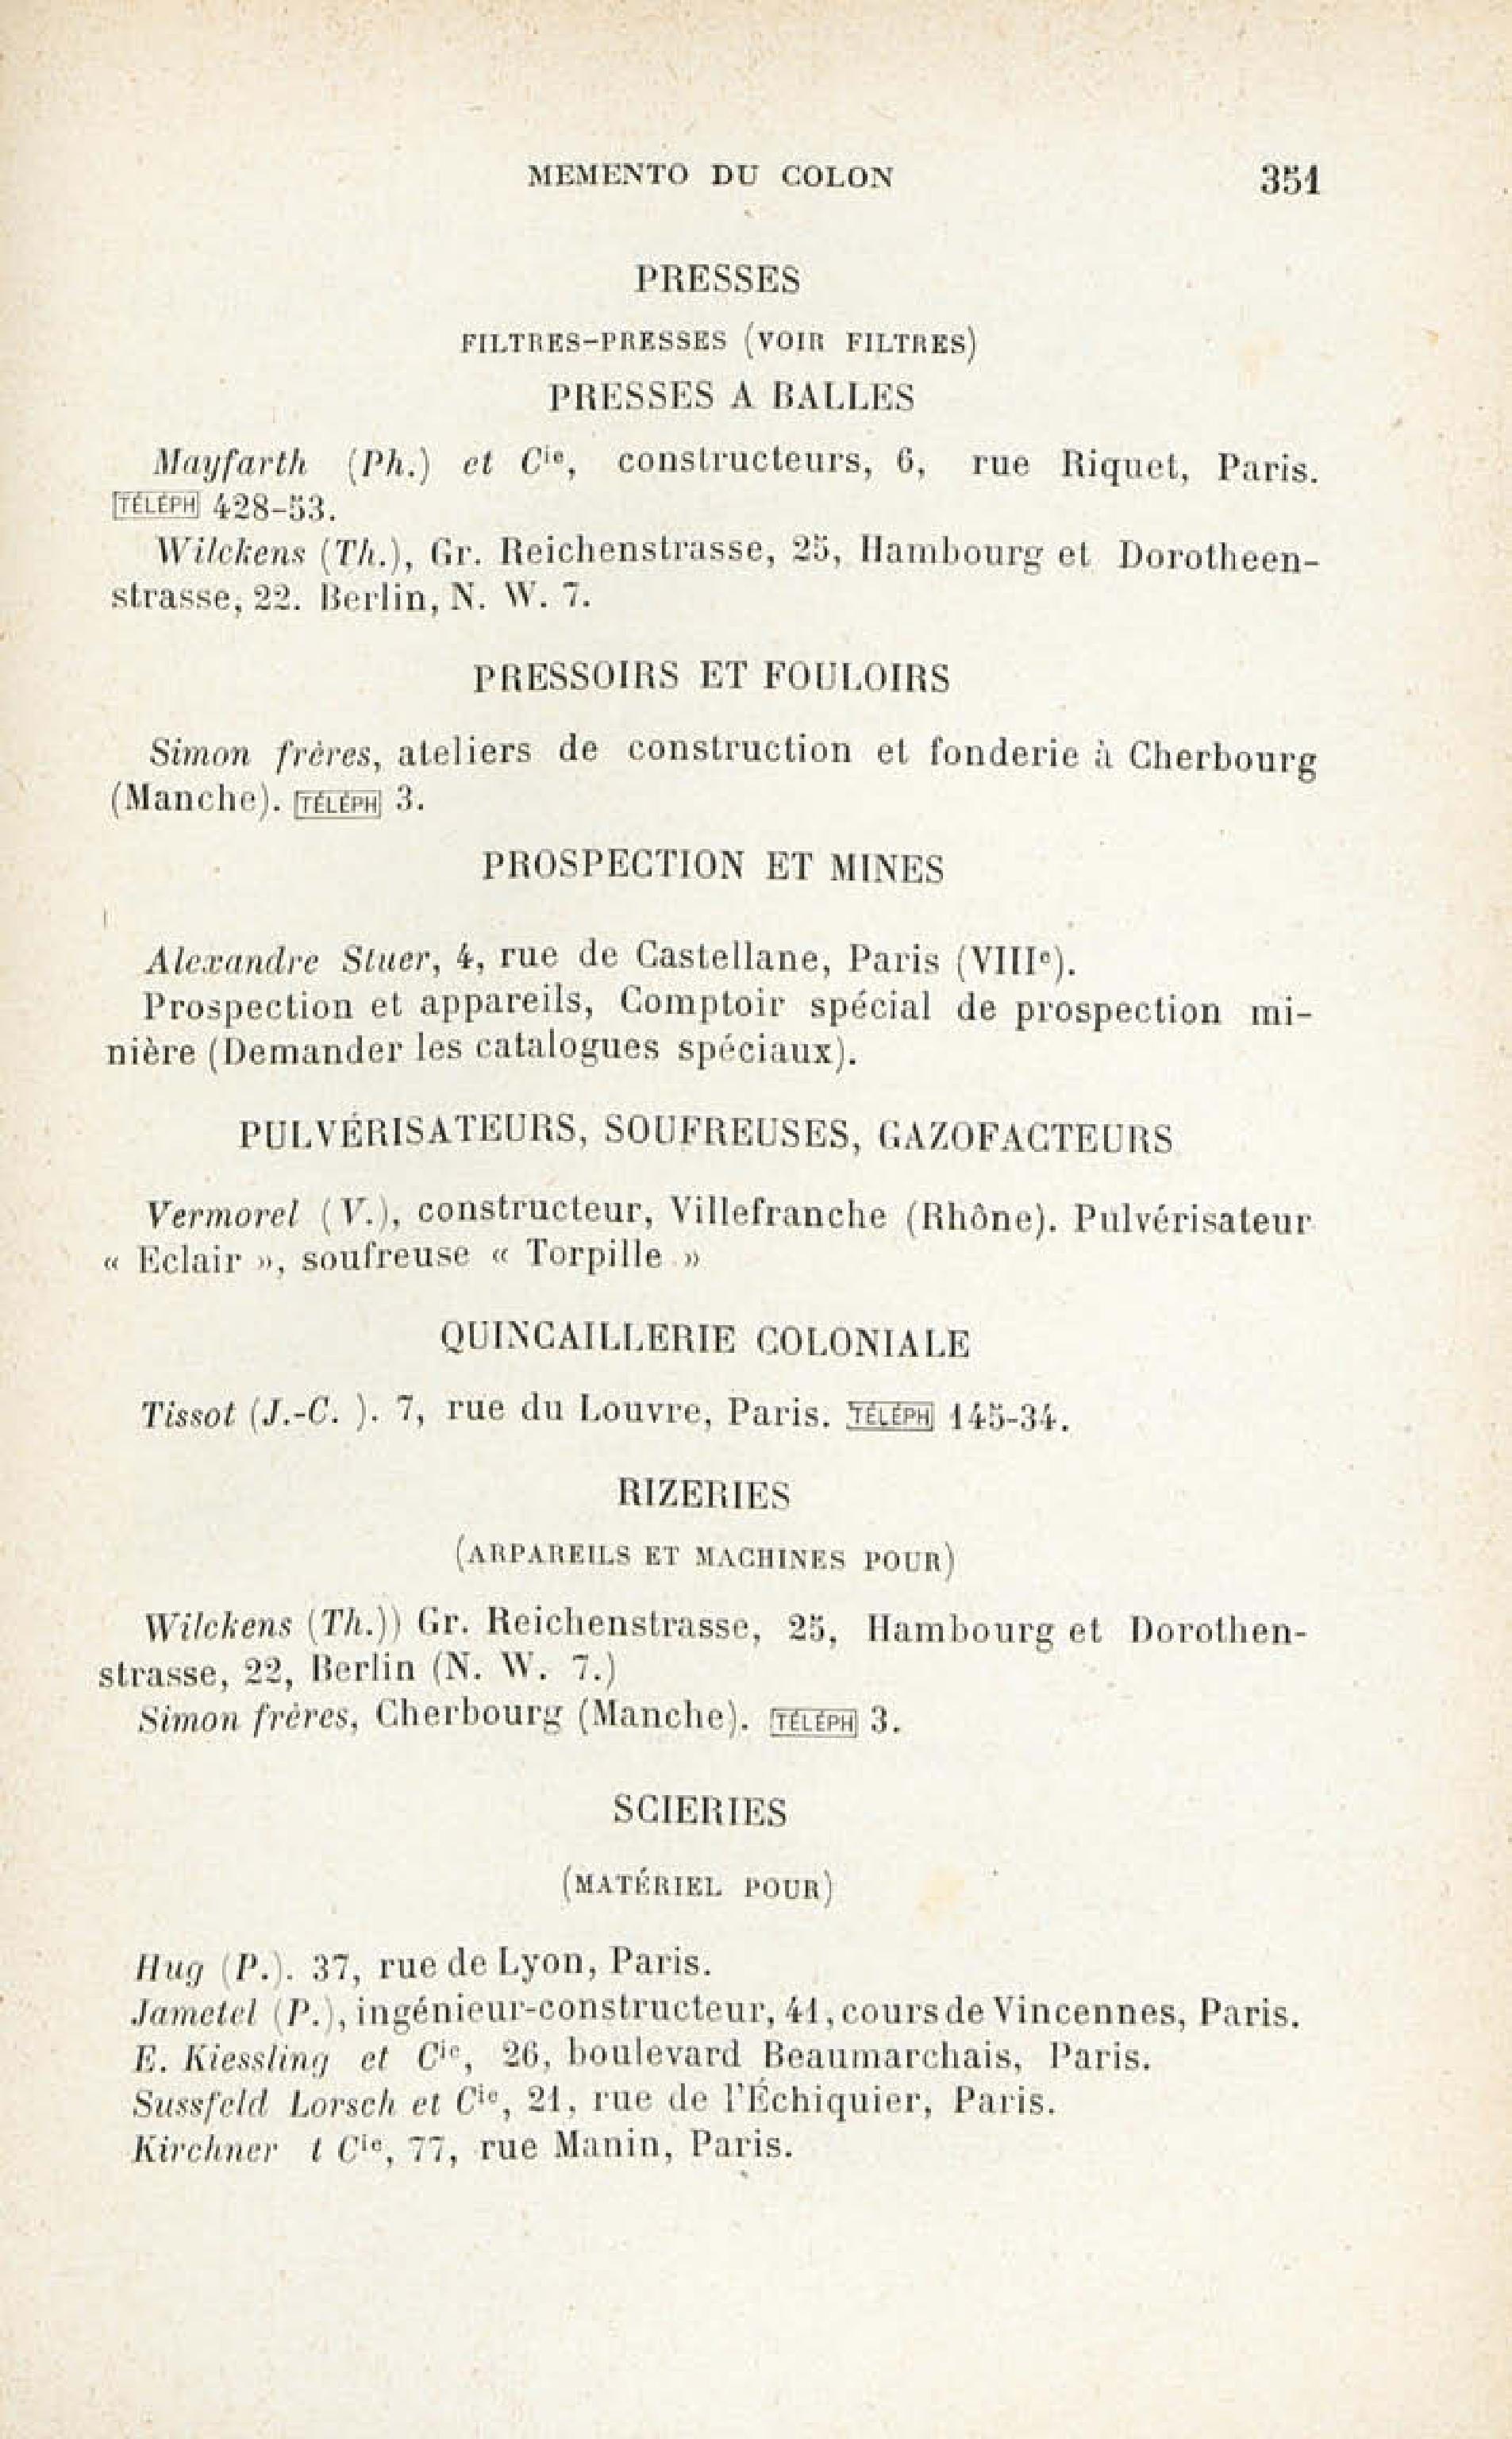 MEMENTO DU COLON 351
PRESSES
FILTRES-PRESSES (VOIR FILTRES)
PRESSES A BALLES
Mayfarth (Ph.) et Cie, constructeurs, 6, rue Riquet, Paris.
TÉLÉPH 428-53.
Wilckens (Th.), Gr. Reichenstrasse, 25, Hambourg et Dorotheen-
strasse, 22. Berlin, N. W. 7.
PRESSOIRS ET FOULOIRS
Simon frères, ateliers de construction et fonderie à Cherbourg
(Manche). TÉLÉPH 3.
PROSPECTION ET MINES
Alexandre Stuer, 4, rue de Castellane, Paris (VIIIe).
Prospection et appareils, Comptoir spécial de prospection mi-
nière (Demander les catalogues spéciaux).
PULVÉRISATEURS, SOUFREUSES, GAZOFACTEURS
Vermorel (V.), constructeur, Villefranche (Rhône). Pulvérisateur
« Eclair », soufreuse « Torpille »
QUINCAILLERIE COLONIALE
Tissot (J.-C. ). 7, rue du Louvre, Paris. TÉLÉPH 145-34.
RIZERIES
(ARPAREILS ET MACHINES POUR)
Wilckens (Th.)) Gr. Reichenstrasse, 25, Hambourg et Dorothen-
strasse, 22, Berlin (N. W. 7.)
Simon frères, Cherbourg (Manche). TÉLÉPH 3.
SCIERIES
(MATÉRIEL POUR)
Hug (P.). 37, rue de Lyon, Paris.
Jametel (P.), ingénieur-constructeur, 41, cours de Vincennes, Paris.
E. Kiessling et Cie, 26, boulevard Beaumarchais, Paris.
Sussfeld Lorsch et Cie, 21, rue de l'Échiquier, Paris.
Kirchner t Cie, 77, rue Manin, Paris.